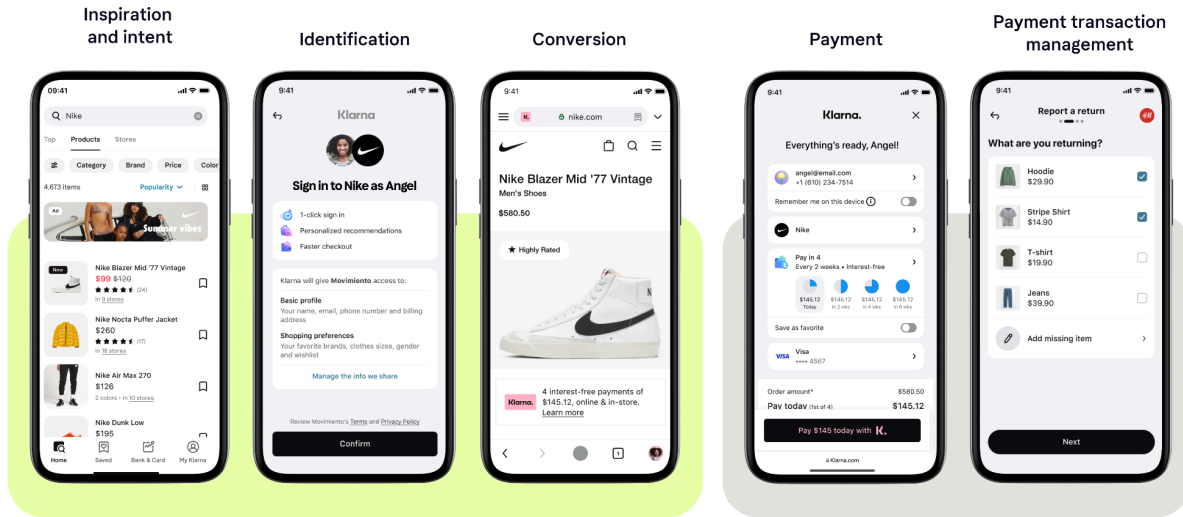 Inspiration
and intent
Identification
Conversion
Payment
Payment transaction
management
09:41
Nike
Top Products Stores
Category Brand Price Color
4,673 items Popularity
Ad
Summer vibes
New
Nike Blazer Mid '77 Vintage
$99 $120
(24)
in 9 stores
Nike Nocta Puffer Jacket
$260
(17)
in 18 stores
Nike Air Max 270
$126
2 colors • in 10 stores
Nike Dunk Low
$195
Home Saved Bank & Card My Klarna
9:41
Klarna
Sign in to Nike as Angel
1-click sign in
Personalized recommendations
Faster checkout
Klarna will give Movimiento access to:
Basic profile
Your name, email, phone number and billing
address
Shopping preferences
Your favorite brands, clothes sizes, gender
and wishlist
Manage the info we share
Review Movimiento's Terms and Privacy Policy
Confirm
9:41
K. nike.com
Nike Blazer Mid '77 Vintage
Men's Shoes
$580.50
★ Highly Rated
Klarna.
4 interest-free payments of
$145.12, online & in-store.
Learn more
1
9:41
Klarna.
Everything's ready, Angel!
angel@email.com
+1 (610) 234-7514
Remember me on this device
Nike
Pay in 4
Every 2 weeks • Interest-free
$145.12 $145.12 $145.12 $145.12
Today in 2 wks in 4 wks in 6 wks
Save as favorite
VISA
Visa
•••• 4567
Order amount* $580.50
Pay today (1st of 4) $145.12
Pay $145 today with K.
Klarna.com
9:41
Report a return
H&M
What are you returning?
Hoodie
$29.90
Stripe Shirt
$14.90
T-shirt
$19.90
Jeans
$39.90
Add missing item
Next